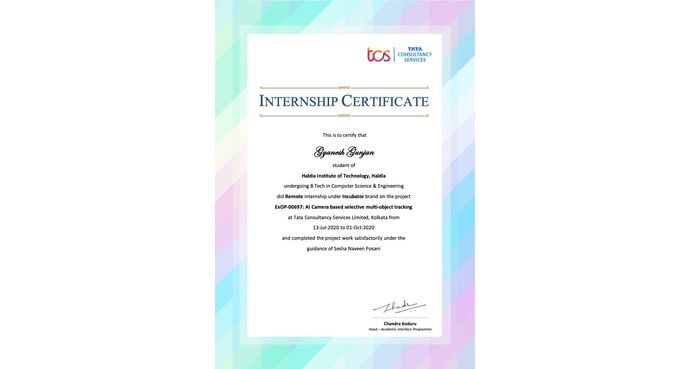 tcs
TATA
CONSULTANCY
SERVICES
INTERNSHIP CERTIFICATE
This is to certify that
Gyanesh Gunjan
student of
Haldia Institute of Technology, Haldia
undergoing B.Tech in Computer Science & Engineering
did Remote internship under Incubator brand on the project
ExOP-00697: AI Camera based selective multi-object tracking
at Tata Consultancy Services Limited, Kolkata from
13-Jul-2020 to 01-Oct-2020
and completed the project work satisfactorily under the
guidance of Sesha Naveen Posani
Chandra Koduru
Head – Academic Interface Programme